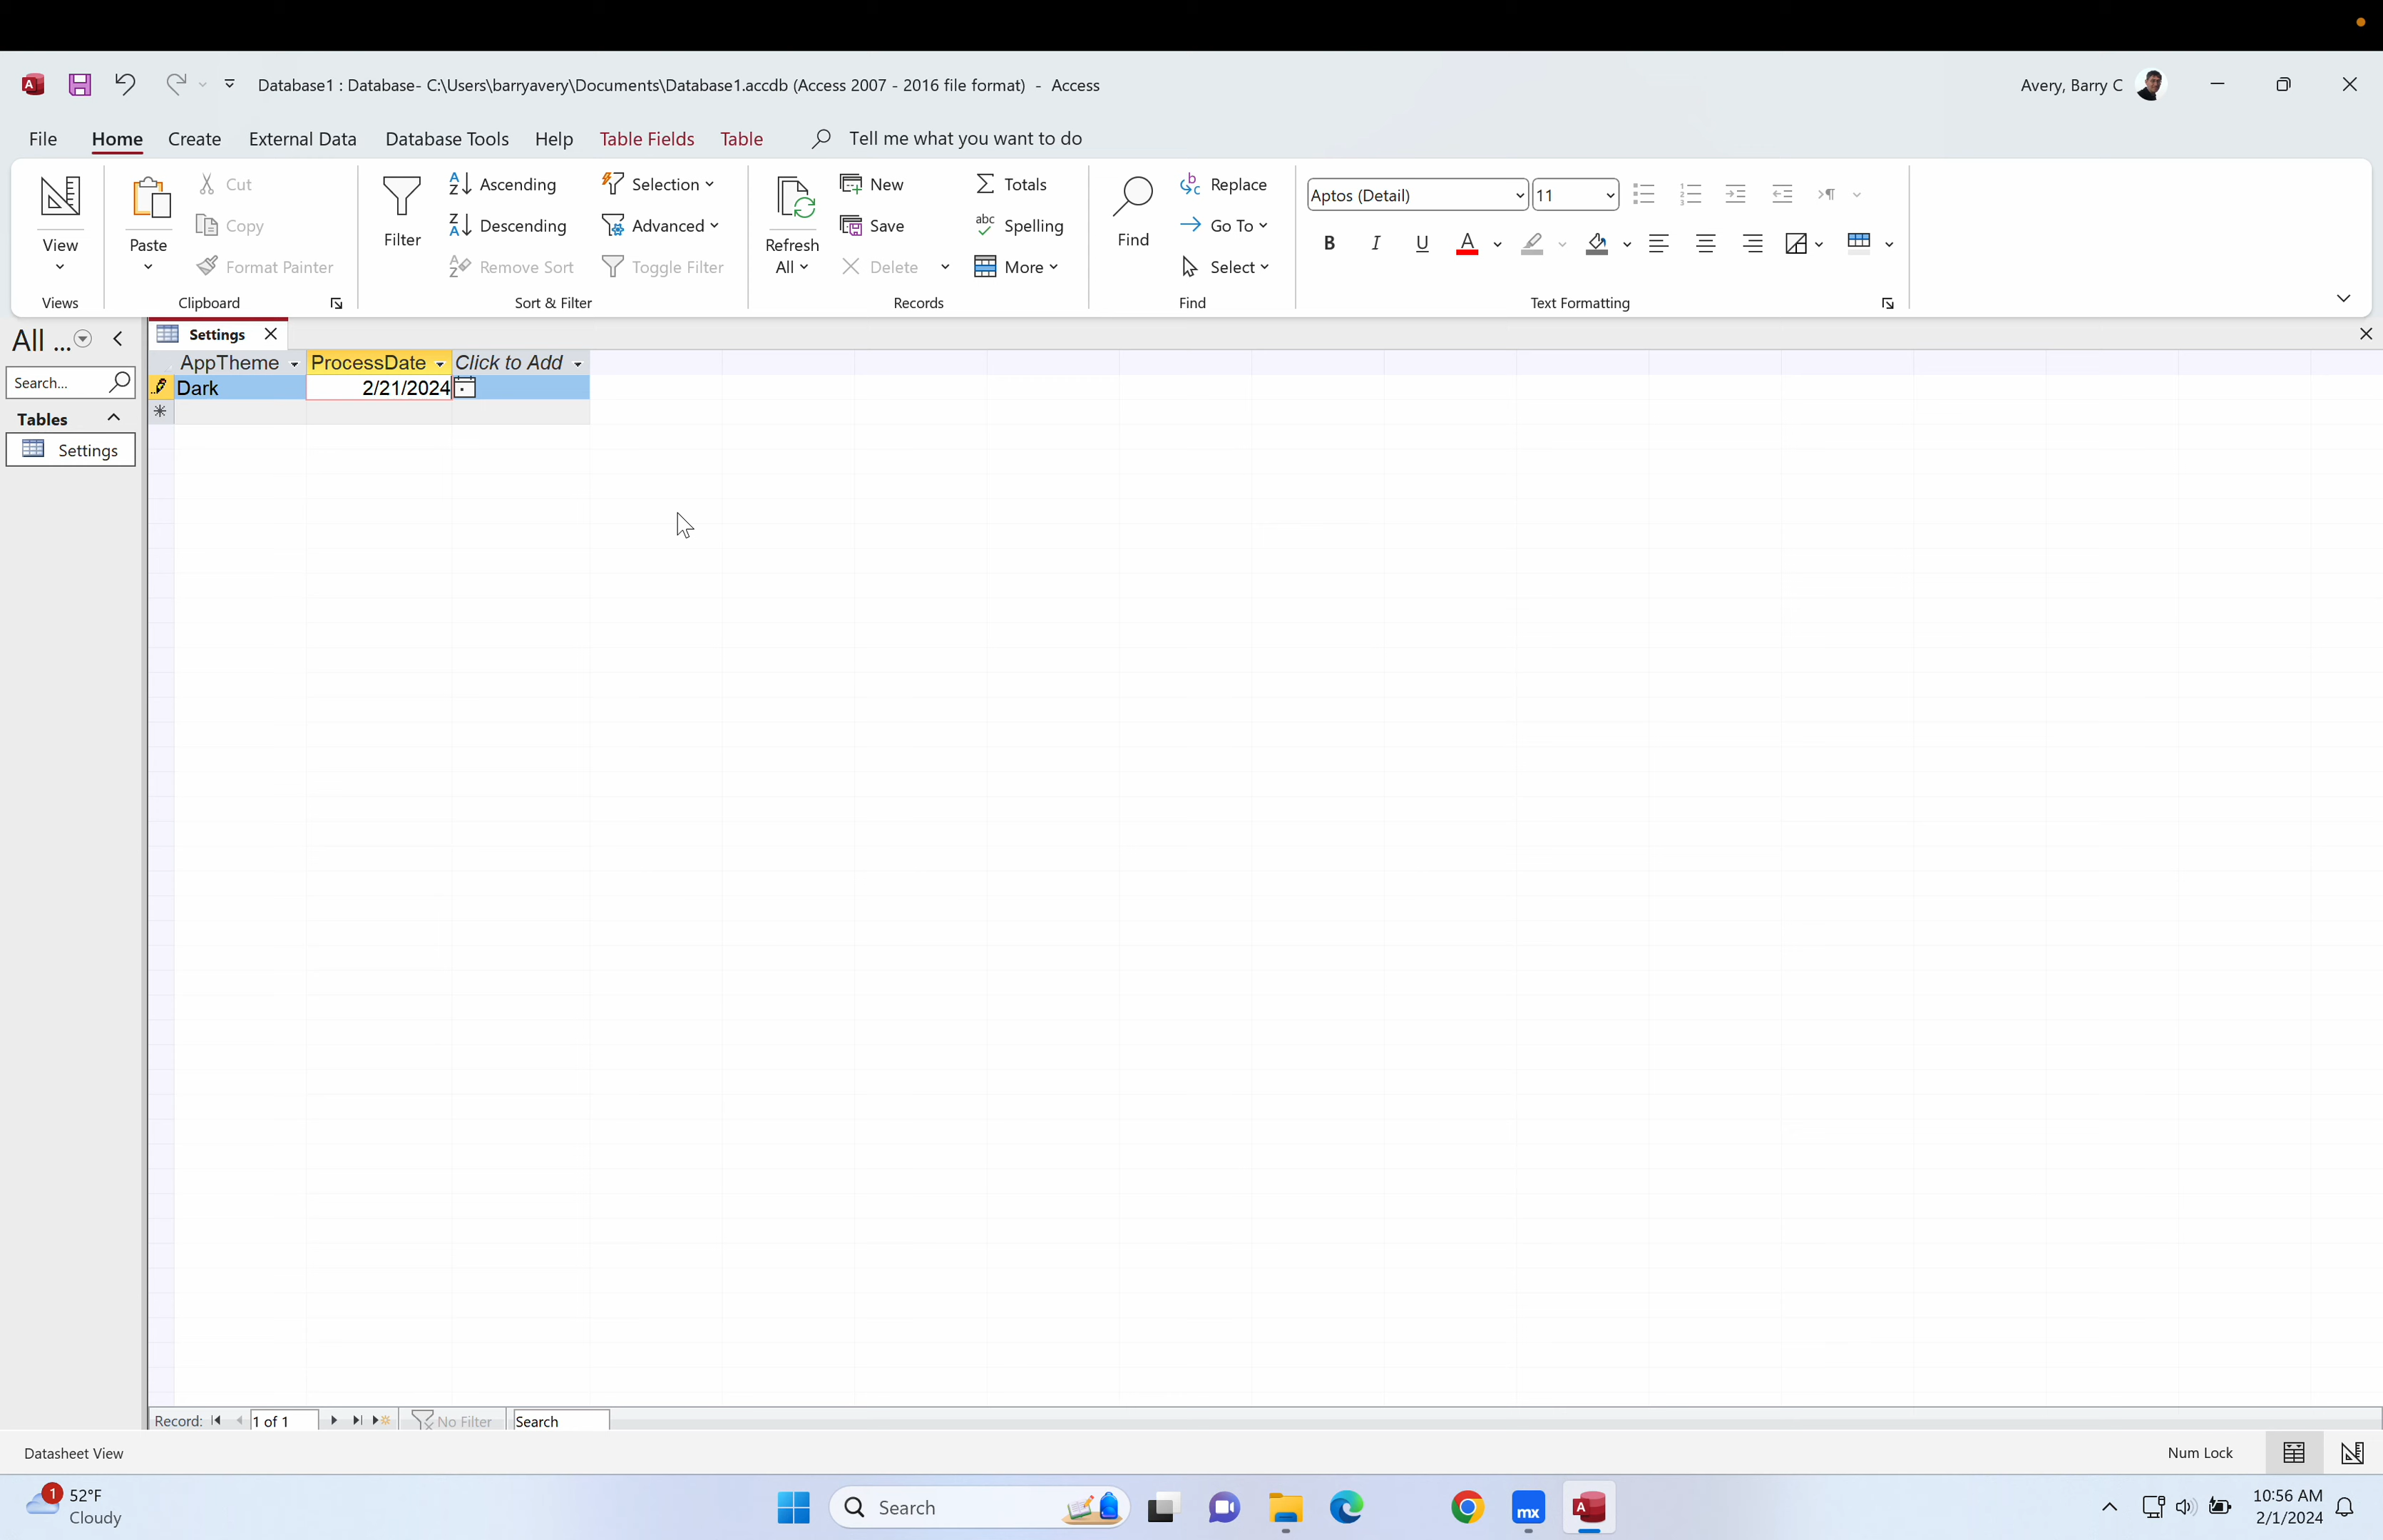 Database1 : Database- C:\Users\barryavery\Documents\Database1.accdb (Access 2007 - 2016 file format) - Access
Avery, Barry C
File Home Create External Data Database Tools Help Table Fields Table Tell me what you want to do
View
Views
Paste
Cut
Copy
Format Painter
Clipboard
Filter
Ascending
Descending
Remove Sort
Selection
Advanced
Toggle Filter
Sort & Filter
Refresh
All
New
Save
Delete
Totals
Spelling
More
Records
Find
Replace
Go To
Select
Find
Aptos (Detail) 11
B I U A
Text Formatting
All ...
Search...
Tables
Settings
Settings
AppTheme ProcessDate Click to Add
Dark 2/21/2024
Record: 1 of 1 No Filter Search
Datasheet View
Num Lock
1 52°F
Cloudy
Search
mx
A
10:56 AM
2/1/2024